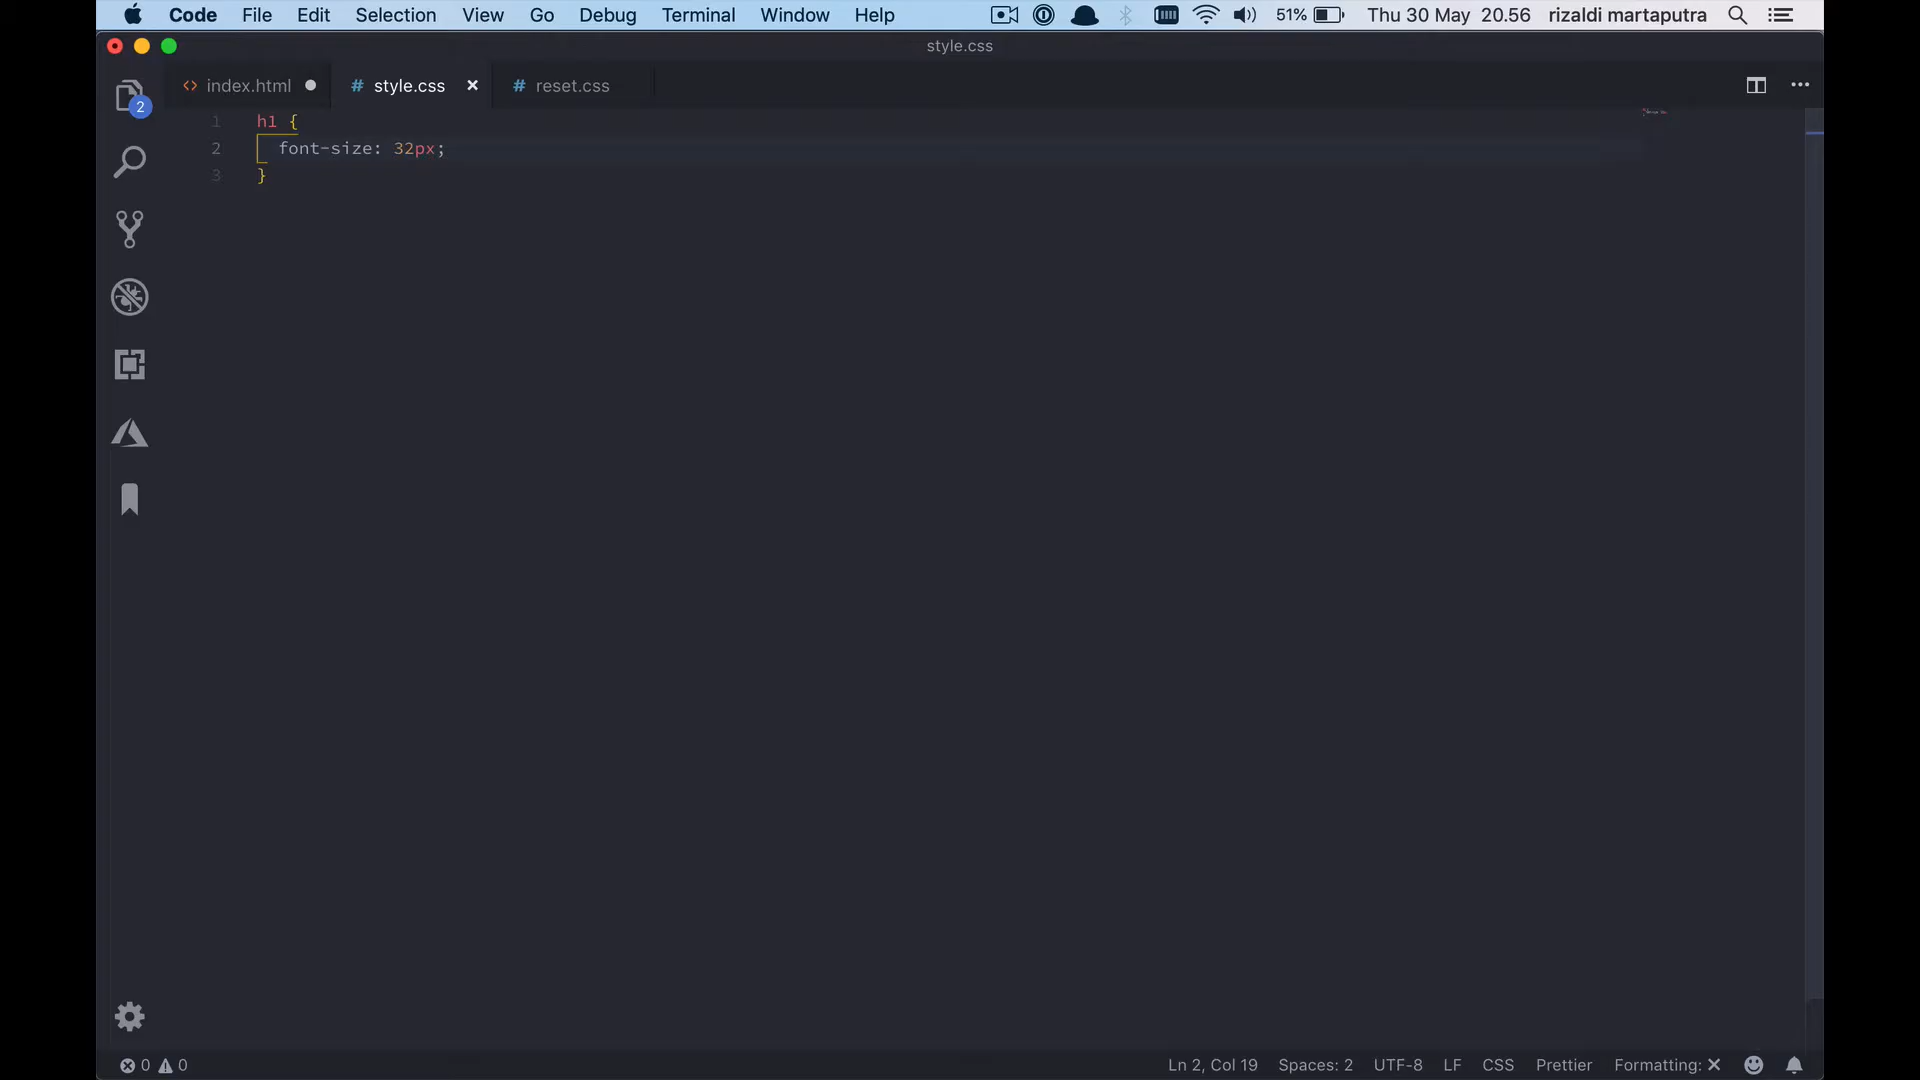 Code File Edit Selection View Go Debug Terminal Window Help 51% Thu 30 May 20.56 rizaldi martaputra
style.css
2
<> index.html # style.css × # reset.css
1 h1 {
2 font-size: 32px;
3 }
0 0 Ln 2, Col 19 Spaces: 2 UTF-8 LF CSS Prettier Formatting: ×